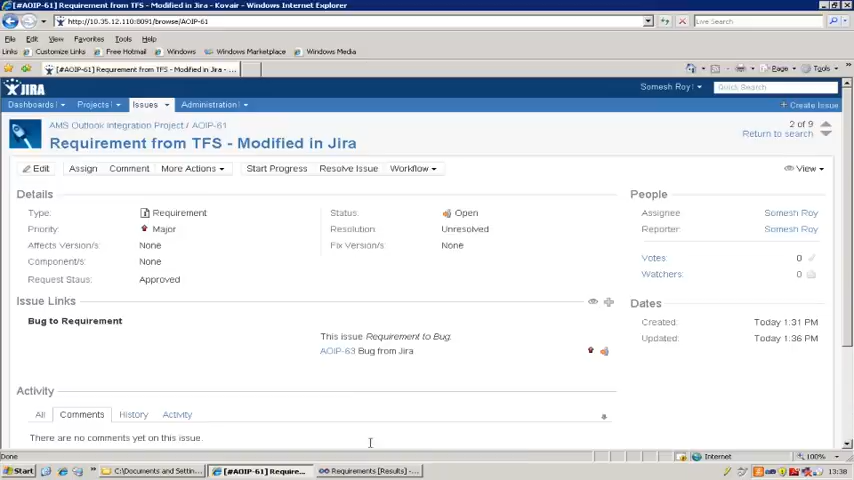 [#AOIP-61] Requirement from TFS - Modified in Jira - Kovair - Windows Internet Explorer
http://10.35.12.110:8091/browse/AOIP-61
Live Search
File Edit View Favorites Tools Help
Links Customize Links Free Hotmail Windows Windows Marketplace Windows Media
[#AOIP-61] Requirement from TFS - Modified in Jira - ...
Page Tools
JIRA
Somesh Roy
Quick Search
Dashboards Projects Issues Administration
+ Create Issue
AMS Outlook Integration Project / AOIP-61
2 of 9
Requirement from TFS - Modified in Jira
Return to search
Edit Assign Comment More Actions Start Progress Resolve Issue Workflow
View
Details
Type: Requirement
Status: Open
Priority: Major
Resolution: Unresolved
Affects Version/s: None
Fix Version/s: None
Component/s: None
Request Staus: Approved
People
Assignee: Somesh Roy
Reporter: Somesh Roy
Votes: 0
Watchers: 0
Issue Links
Bug to Requirement
This issue Requirement to Bug:
AOIP-63 Bug from Jira
Dates
Created: Today 1:31 PM
Updated: Today 1:36 PM
Activity
All Comments History Activity
There are no comments yet on this issue.
Done
Internet
100%
Start
C:\Documents and Settin...
[#AOIP-61] Require...
Requirements [Results] - ...
13:38